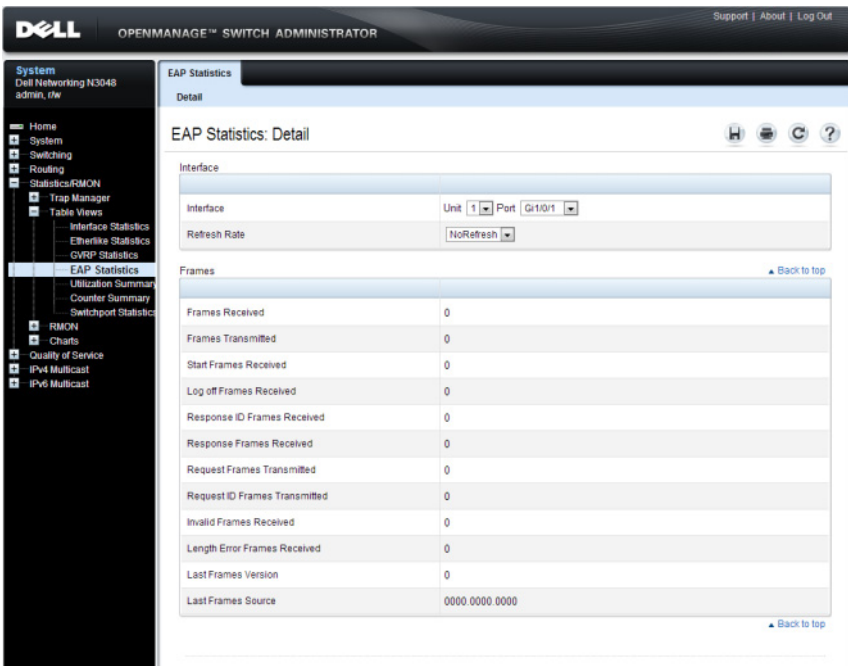 Support | About | Log Out
DELL
OPENMANAGE™ SWITCH ADMINISTRATOR
System
Dell Networking N3048
admin, r/w
Home
System
Switching
Routing
Statistics/RMON
Trap Manager
Table Views
Interface Statistics
Etherlike Statistics
GVRP Statistics
EAP Statistics
Utilization Summary
Counter Summary
Switchport Statistics
RMON
Charts
Quality of Service
IPv4 Multicast
IPv6 Multicast
EAP Statistics
Detail
EAP Statistics: Detail
?
Interface
Interface Unit 1 Port Gi1/0/1
Refresh Rate NoRefresh
Frames Back to top
Frames Received 0
Frames Transmitted 0
Start Frames Received 0
Log off Frames Received 0
Response ID Frames Received 0
Response Frames Received 0
Request Frames Transmitted 0
Request ID Frames Transmitted 0
Invalid Frames Received 0
Length Error Frames Received 0
Last Frames Version 0
Last Frames Source 0000.0000.0000
Back to top